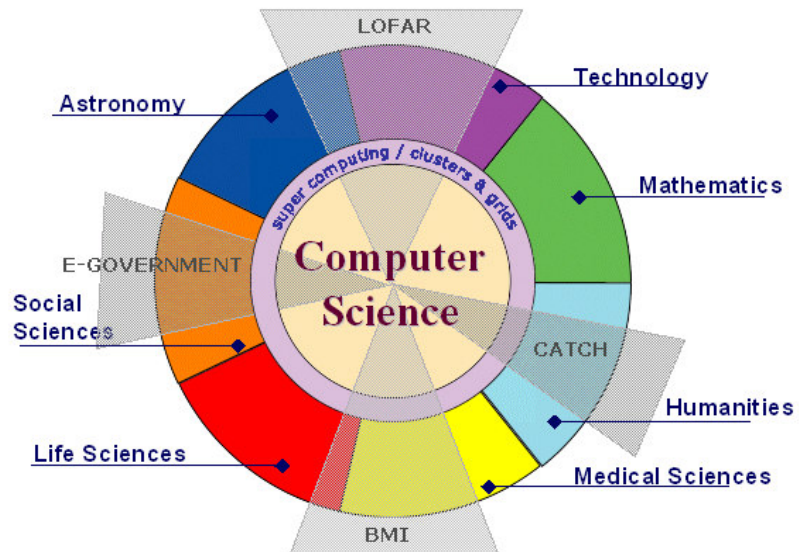 LOFAR
Technology
Astronomy
super computing / clusters & grids
Mathematics
E-GOVERNMENT
Computer
Science
Social
Sciences
CATCH
Humanities
Life Sciences
Medical Sciences
BMI